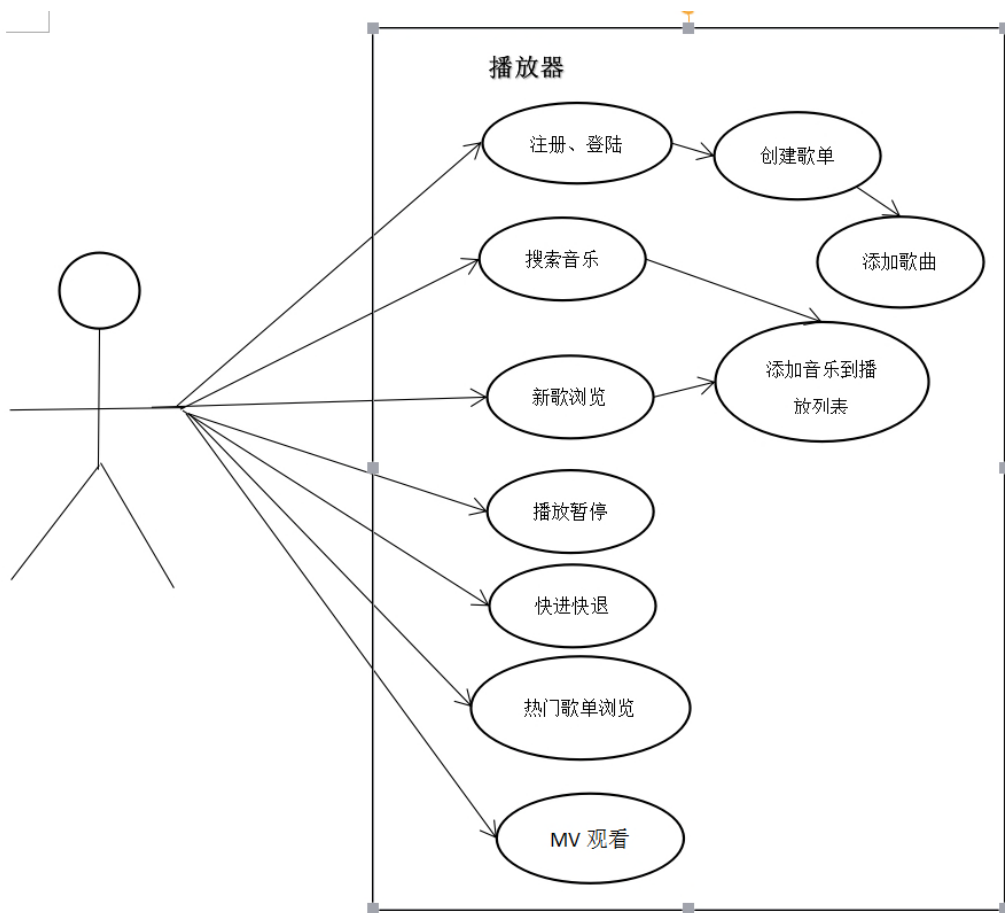 播放器
注册、登陆
创建歌单
搜索音乐
添加歌曲
新歌浏览
添加音乐到播
放列表
播放暂停
快进快退
热门歌单浏览
MV 观看